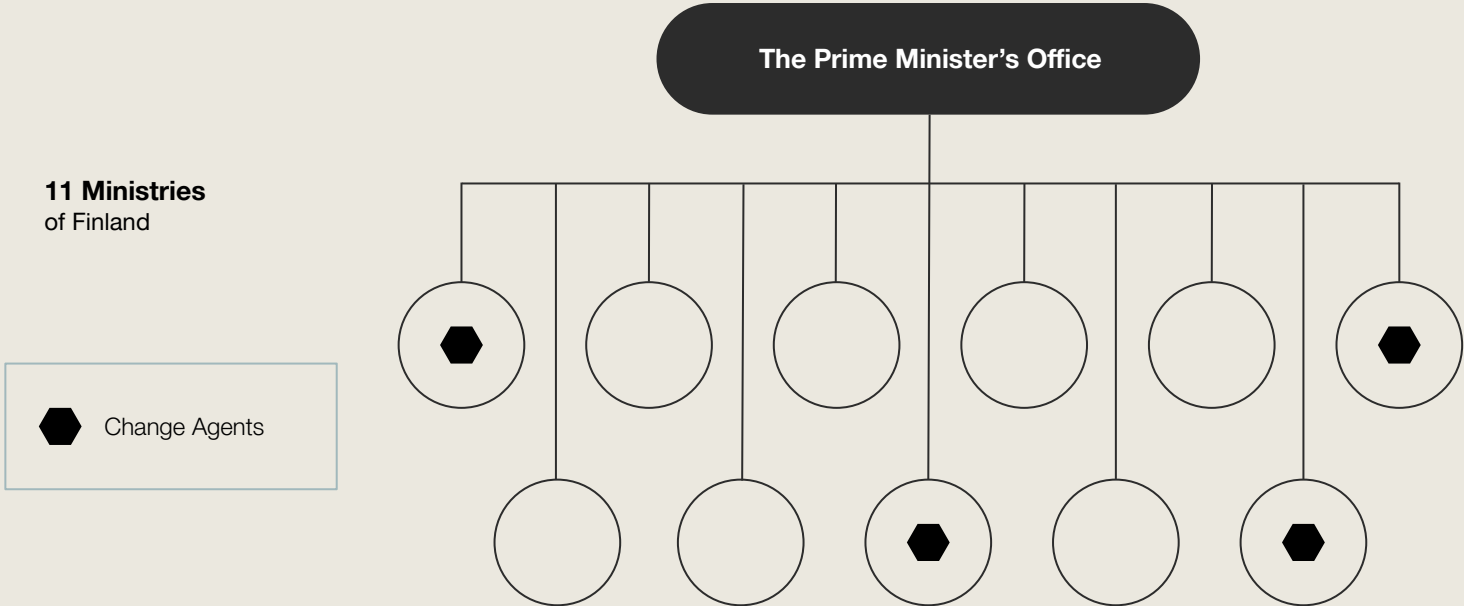 The Prime Minister’s Office
11 Ministries
of Finland
Change Agents